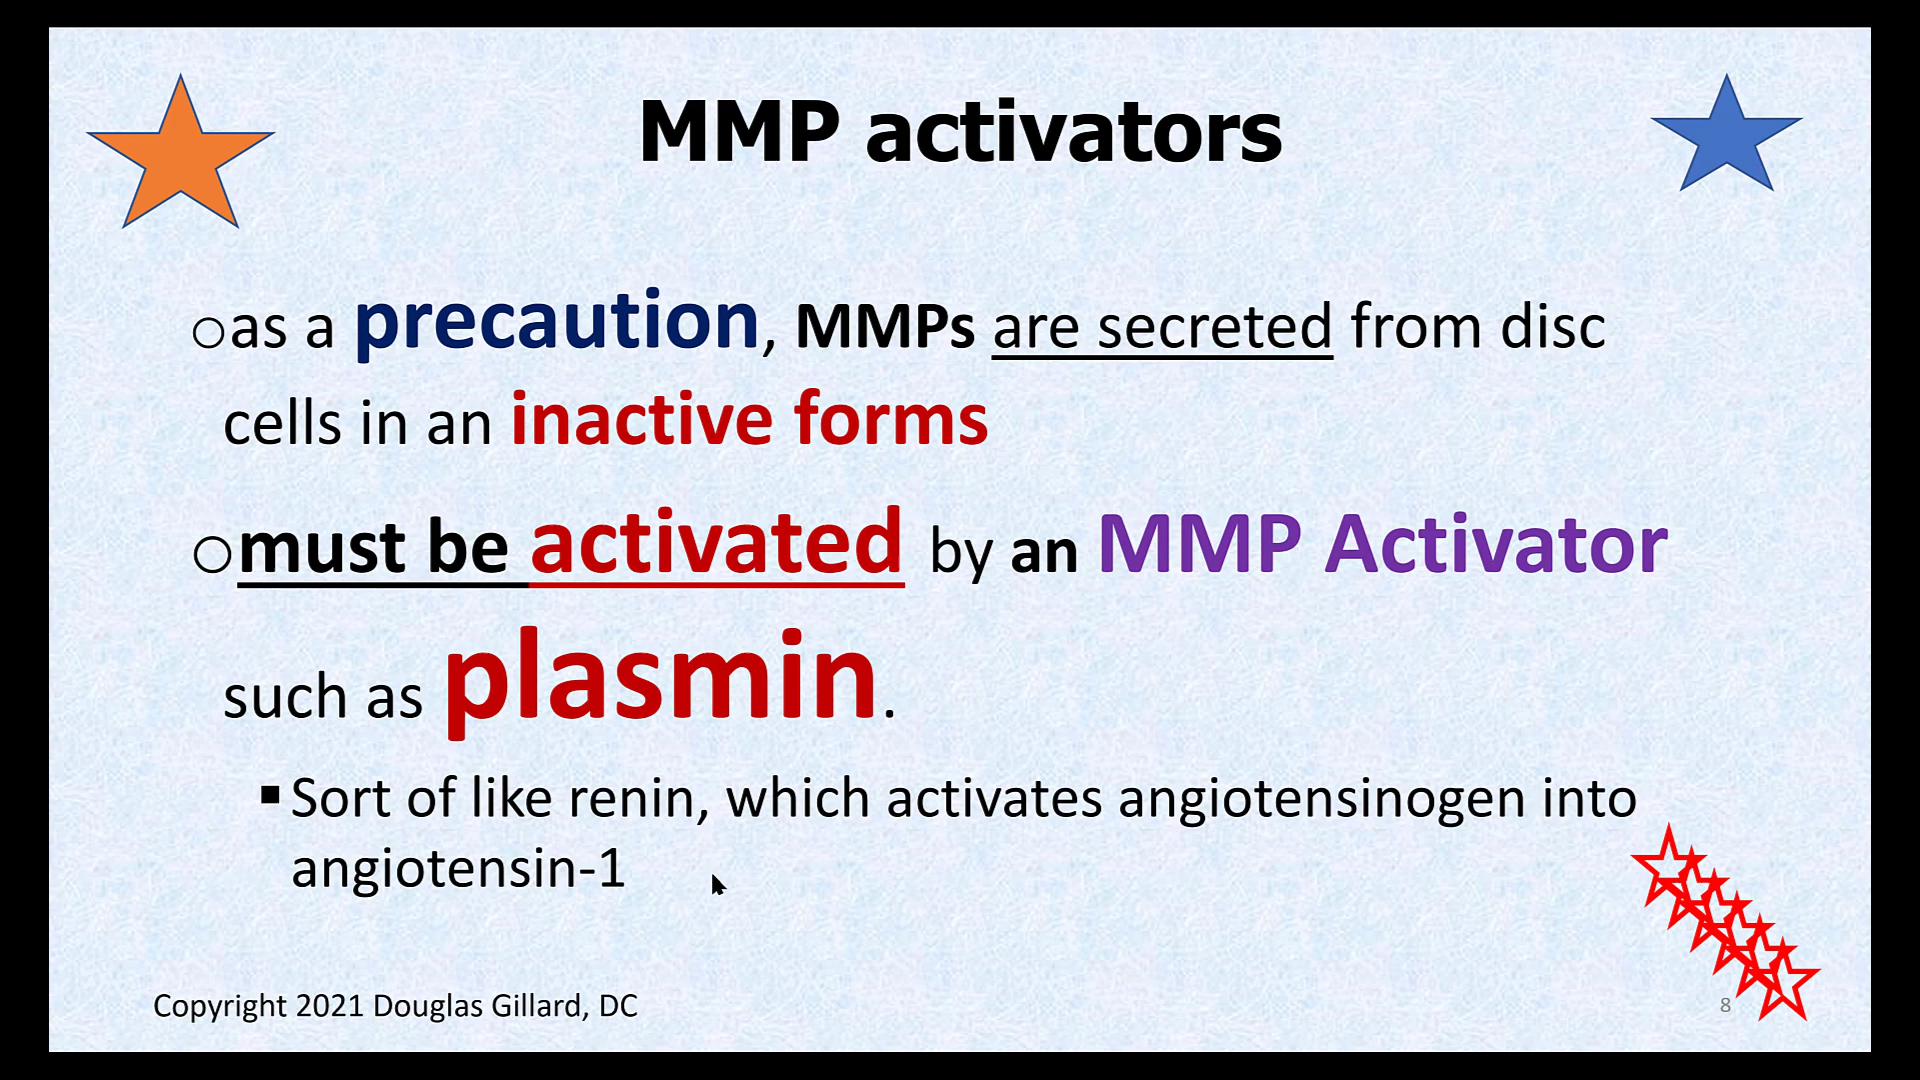 MMP activators
as a precaution, MMPs are secreted from disc
cells in an inactive forms
must be activated by an MMP Activator
such as plasmin.
Sort of like renin, which activates angiotensinogen into
angiotensin-1
Copyright 2021 Douglas Gillard, DC
8